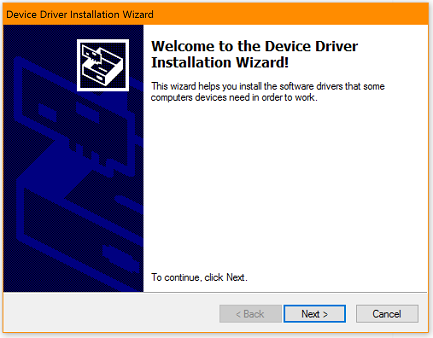 Device Driver Installation Wizard
Welcome to the Device Driver
Installation Wizard!
This wizard helps you install the software drivers that some
computers devices need in order to work.
To continue, click Next.
< Back
Next >
Cancel